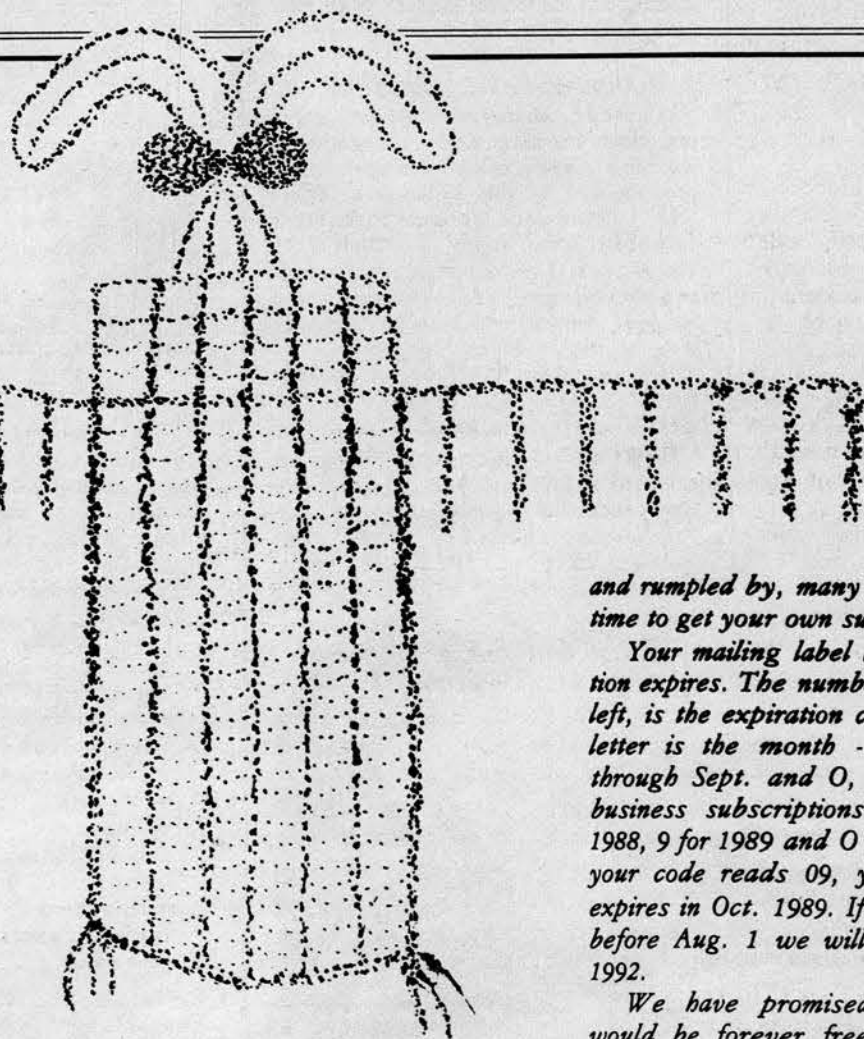 and rumpled by, many
time to get your own
Your mailing label
tion expires. The
left, is the expiration
letter is the month -
through Sept. and O,
business subscriptions
1988, 9 for 1989 and O
your code reads 09,
expires in Oct. 1989. If
before Aug. 1 we will
1992.
We have promised
would be forever free